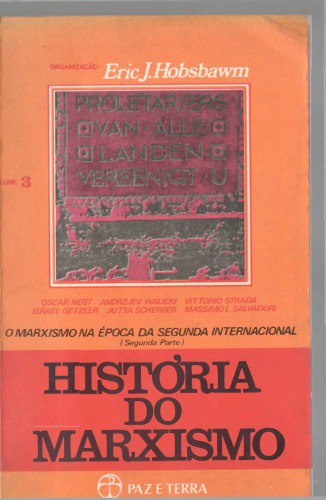 ORGANIZAÇÃO: Eric J. Hobsbawm
PROLETARIERS
VAN·ALLE
LANDEN
VEREENIGT·U
LUME 3
OSCAR NEGT ANDRZJEV WALICKI VITTORIO STRADA
ISRAEL GETZLER JUTTA SCHERRER MASSIMO L. SALVADORI
O MARXISMO NA ÉPOCA DA SEGUNDA INTERNACIONAL
(Segunda Parte)
HISTÓRIA
DO
MARXISMO
PAZ E TERRA